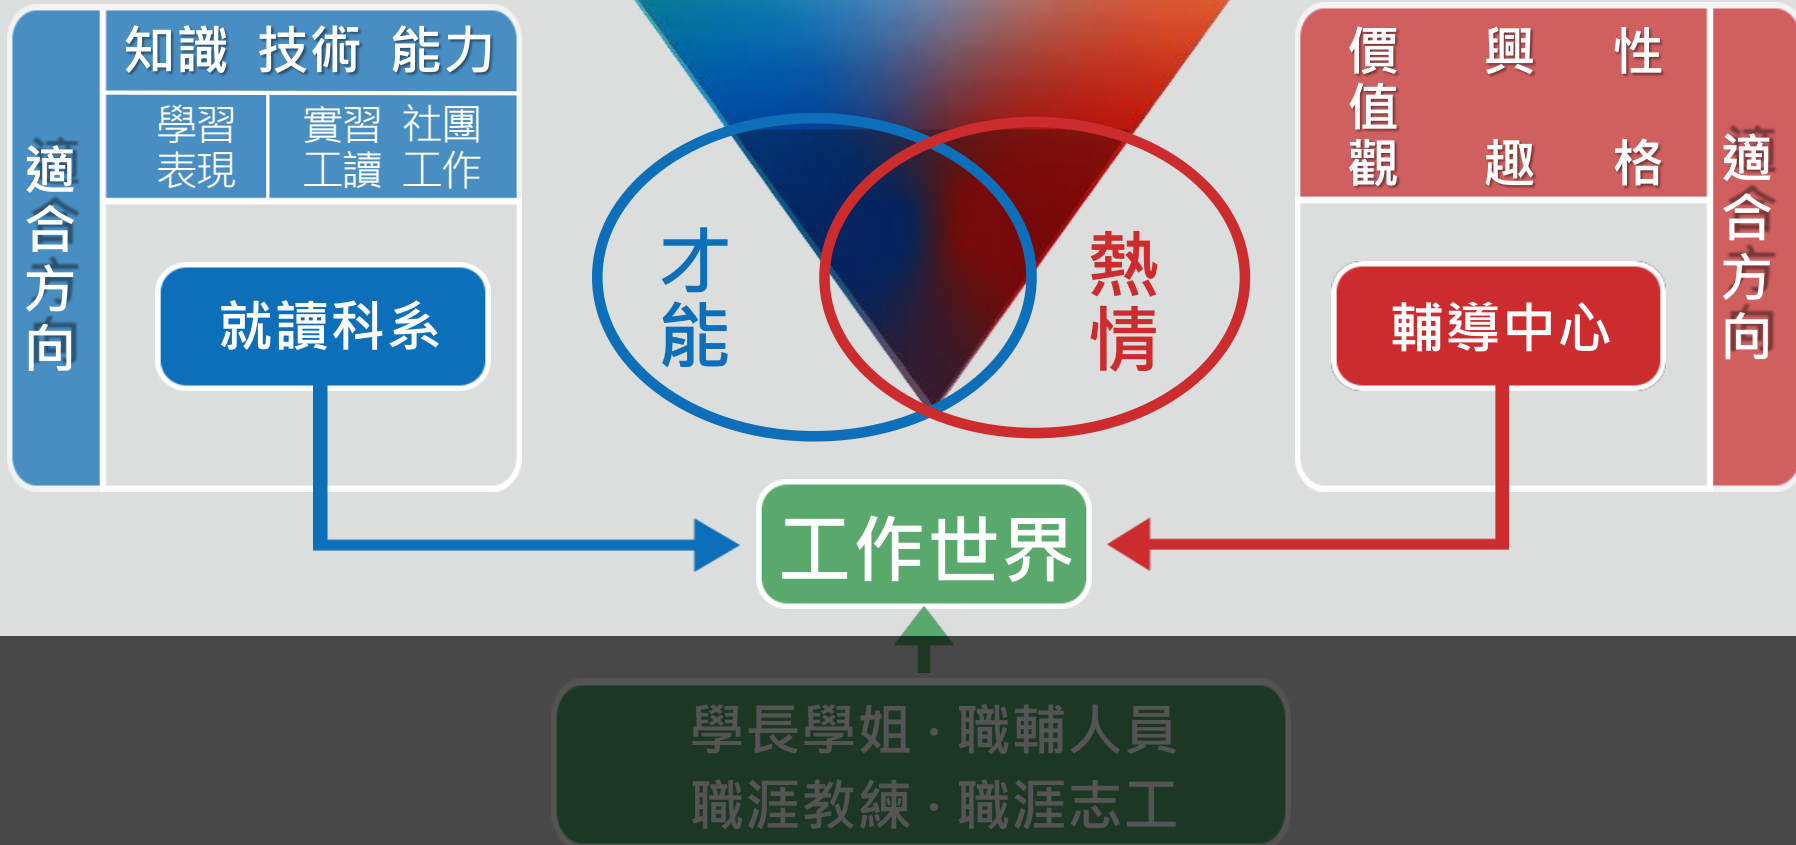 適合方向
知識 技術 能力
學習
表現
實習 社團
工讀 工作
就讀科系
才能
熱情
價值觀
興趣
性格
適合方向
輔導中心
工作世界
學長學姐·職輔人員
職涯教練·職涯志工